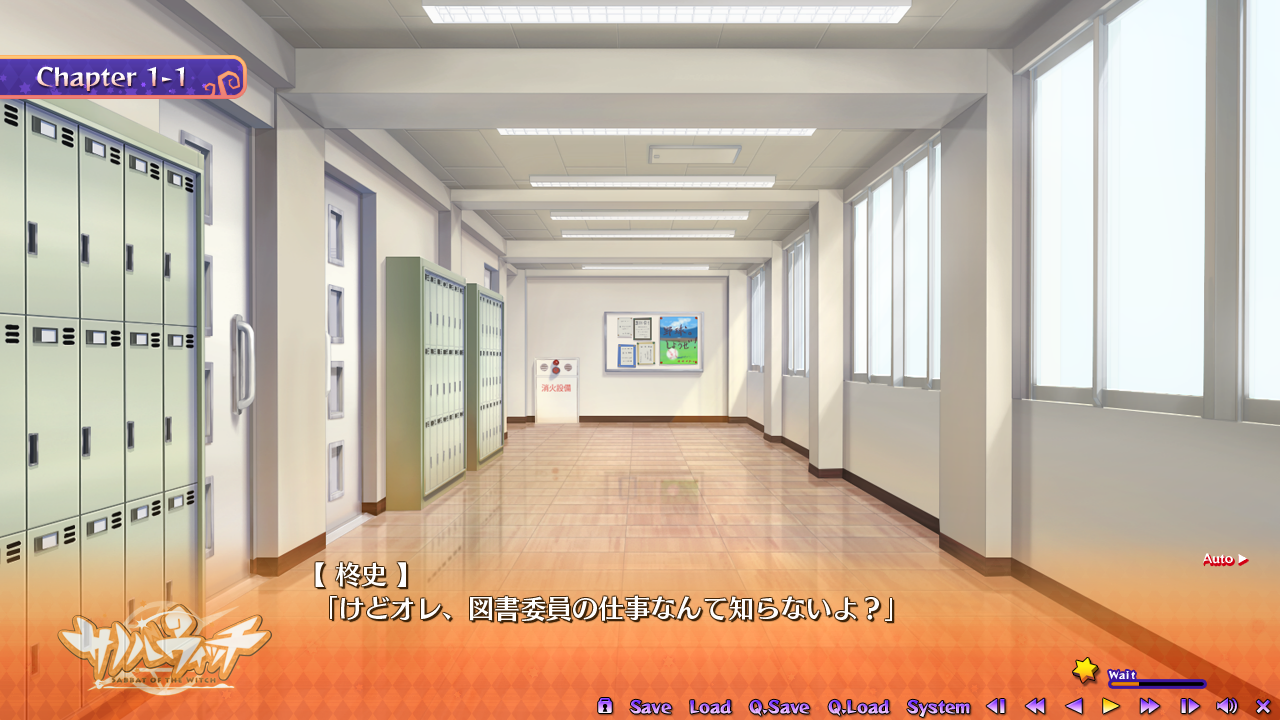 Chapter 1-1
消火設備
Auto
【 柊史 】
「けどオレ、図書委員の仕事なんて知らないよ？」
サノバウィッチ
SABBAT OF THE WITCH
Wait
Save Load Q.Save Q.Load System